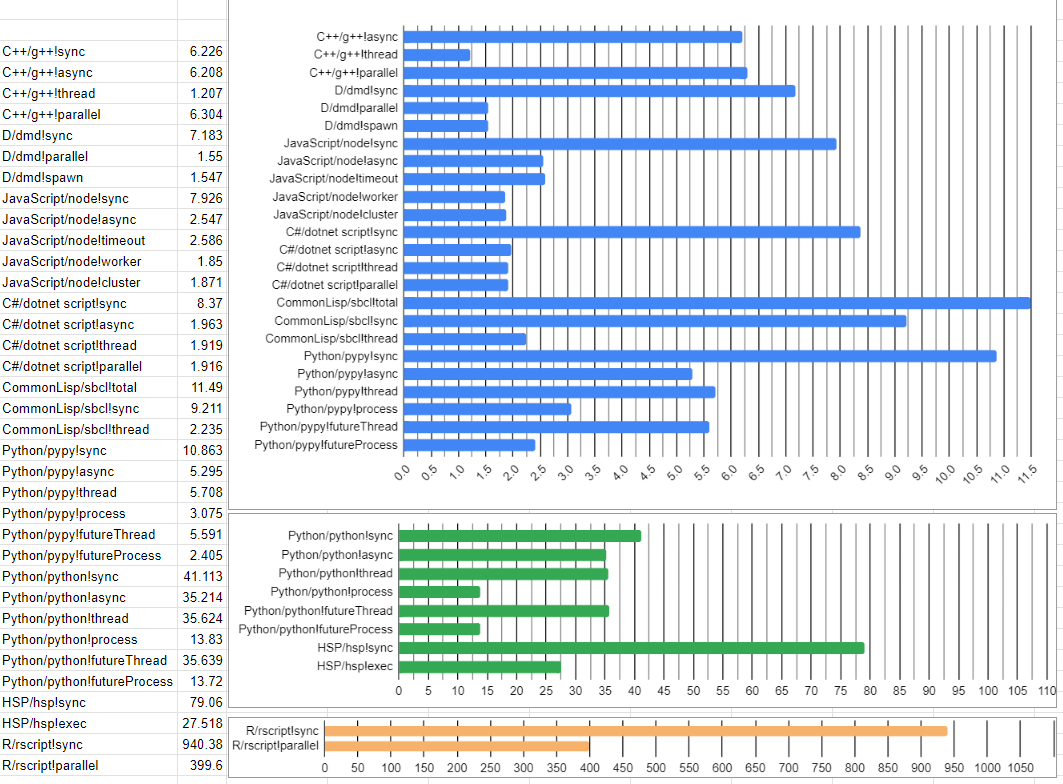 C++/g++!sync 6.226
C++/g++!async 6.208
C++/g++!thread 1.207
C++/g++!parallel 6.304
D/dmd!sync 7.183
D/dmd!parallel 1.55
D/dmd!spawn 1.547
JavaScript/node!sync 7.926
JavaScript/node!async 2.547
JavaScript/node!timeout 2.586
JavaScript/node!worker 1.85
JavaScript/node!cluster 1.871
C#/dotnet script!sync 8.37
C#/dotnet script!async 1.963
C#/dotnet script!thread 1.919
C#/dotnet script!parallel 1.916
CommonLisp/sbcl!total 11.49
CommonLisp/sbcl!sync 9.211
CommonLisp/sbcl!thread 2.235
Python/pypy!sync 10.863
Python/pypy!async 5.295
Python/pypy!thread 5.708
Python/pypy!process 3.075
Python/pypy!futureThread 5.591
Python/pypy!futureProcess 2.405
Python/python!sync 41.113
Python/python!async 35.214
Python/python!thread 35.624
Python/python!process 13.83
Python/python!futureThread 35.639
Python/python!futureProcess 13.72
HSP/hsp!sync 79.06
HSP/hsp!exec 27.518
R/rscript!sync 940.38
R/rscript!parallel 399.6
C++/g++!async
C++/g++!thread
C++/g++!parallel
D/dmd!sync
D/dmd!parallel
D/dmd!spawn
JavaScript/node!sync
JavaScript/node!async
JavaScript/node!timeout
JavaScript/node!worker
JavaScript/node!cluster
C#/dotnet script!sync
C#/dotnet script!async
C#/dotnet script!thread
C#/dotnet script!parallel
CommonLisp/sbcl!total
CommonLisp/sbcl!sync
CommonLisp/sbcl!thread
Python/pypy!sync
Python/pypy!async
Python/pypy!thread
Python/pypy!process
Python/pypy!futureThread
Python/pypy!futureProcess
0.0 0.5 1.0 1.5 2.0 2.5 3.0 3.5 4.0 4.5 5.0 5.5 6.0 6.5 7.0 7.5 8.0 8.5 9.0 9.5 10.0 10.5 11.0 11.5
Python/python!sync
Python/python!async
Python/python!thread
Python/python!process
Python/python!futureThread
Python/python!futureProcess
HSP/hsp!sync
HSP/hsp!exec
0 5 10 15 20 25 30 35 40 45 50 55 60 65 70 75 80 85 90 95 100 105 110
R/rscript!sync
R/rscript!parallel
0 50 100 150 200 250 300 350 400 450 500 550 600 650 700 750 800 850 900 950 1000 1050